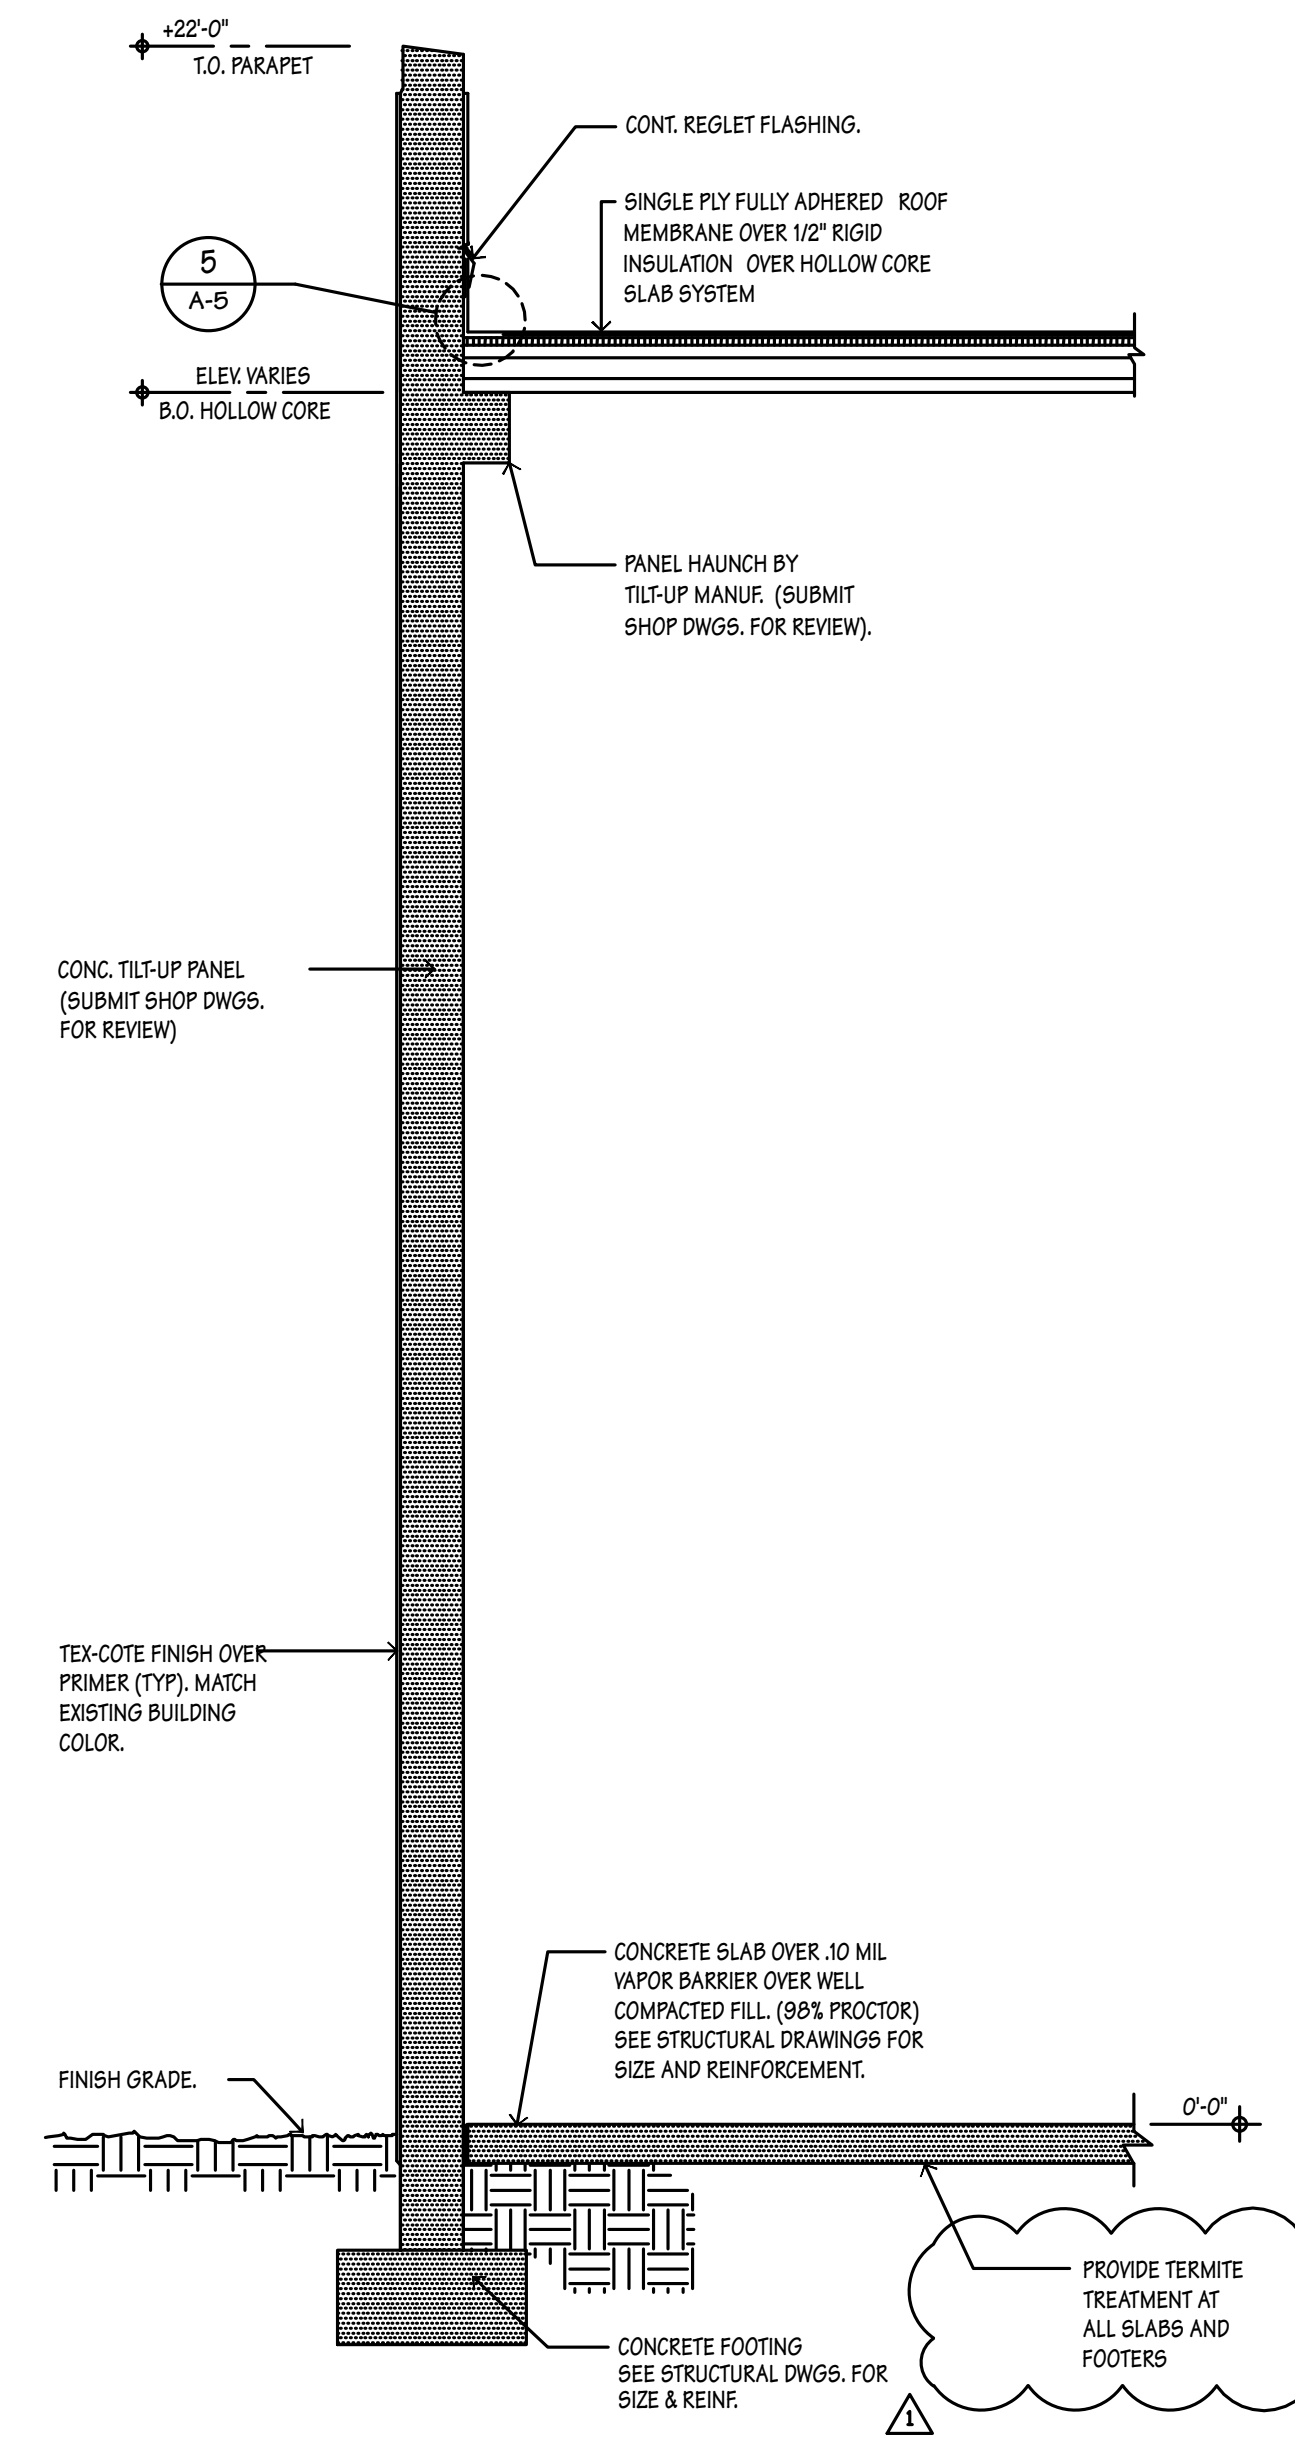 +22'-0"
T.O. PARAPET
CONT. REGLET FLASHING.
SINGLE PLY FULLY ADHERED ROOF
MEMBRANE OVER 1/2" RIGID
INSULATION OVER HOLLOW CORE
SLAB SYSTEM
5
A-5
ELEV. VARIES
B.O. HOLLOW CORE
PANEL HAUNCH BY
TILT-UP MANUF. (SUBMIT
SHOP DWGS. FOR REVIEW).
CONC. TILT-UP PANEL
(SUBMIT SHOP DWGS.
FOR REVIEW)
TEX-COTE FINISH OVER
PRIMER (TYP). MATCH
EXISTING BUILDING
COLOR.
CONCRETE SLAB OVER .10 MIL
VAPOR BARRIER OVER WELL
COMPACTED FILL. (98% PROCTOR)
SEE STRUCTURAL DRAWINGS FOR
SIZE AND REINFORCEMENT.
FINISH GRADE.
0'-0"
PROVIDE TERMITE
TREATMENT AT
ALL SLABS AND
FOOTERS
CONCRETE FOOTING
SEE STRUCTURAL DWGS. FOR
SIZE & REINF.
1